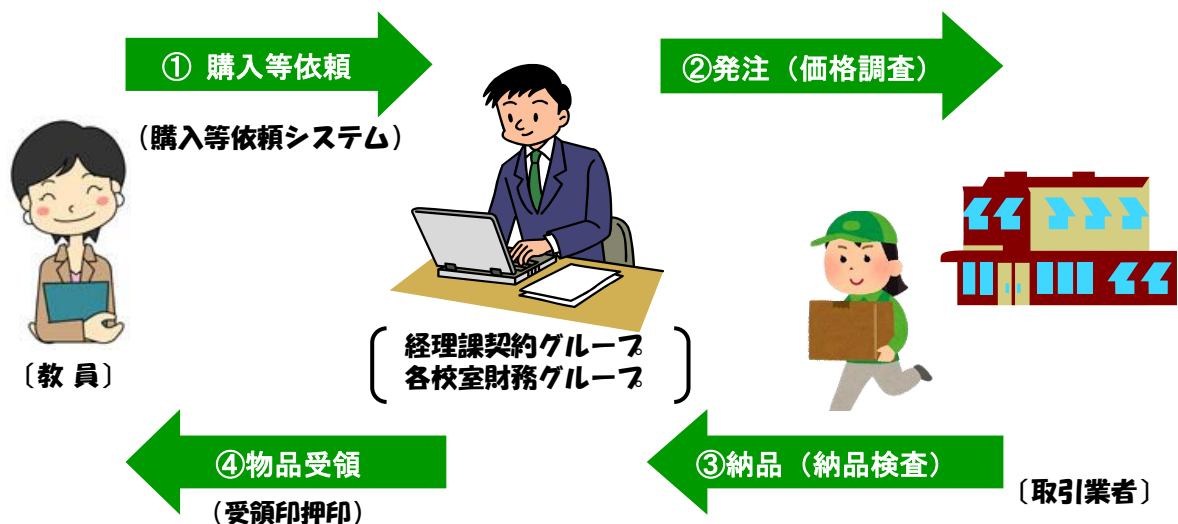 ① 購入等依頼
（購入等依頼システム）
②発注（価格調査）
〔教 員〕
経理課契約グループ
各校室財務グループ
④物品受領
（受領印押印）
③納品（納品検査）
〔取引業者〕